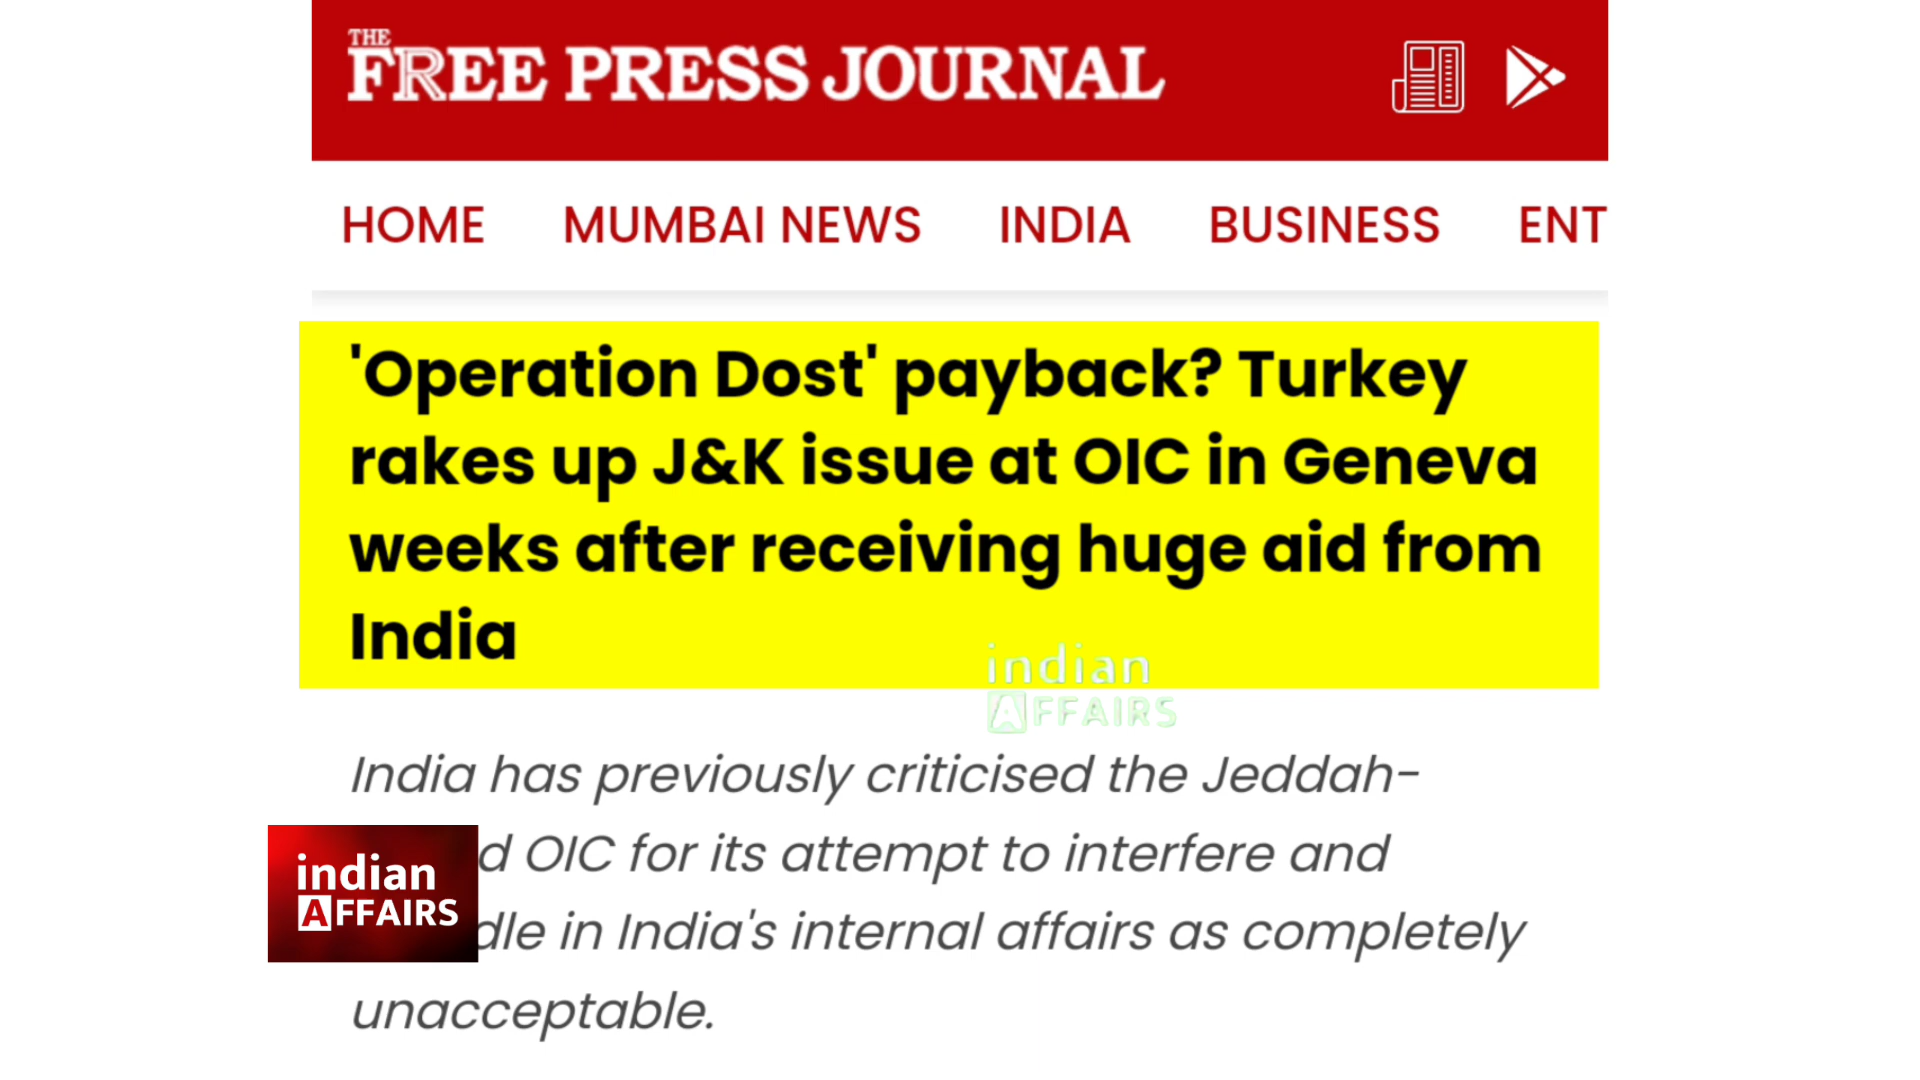 THE
FREE PRESS JOURNAL
HOME MUMBAI NEWS INDIA BUSINESS ENT
'Operation Dost' payback? Turkey
rakes up J&K issue at OIC in Geneva
weeks after receiving huge aid from
India
indian
AFFAIRS
India has previously criticised the Jeddah-
d OIC for its attempt to interfere and
dle in India's internal affairs as completely
unacceptable.
indian
AFFAIRS